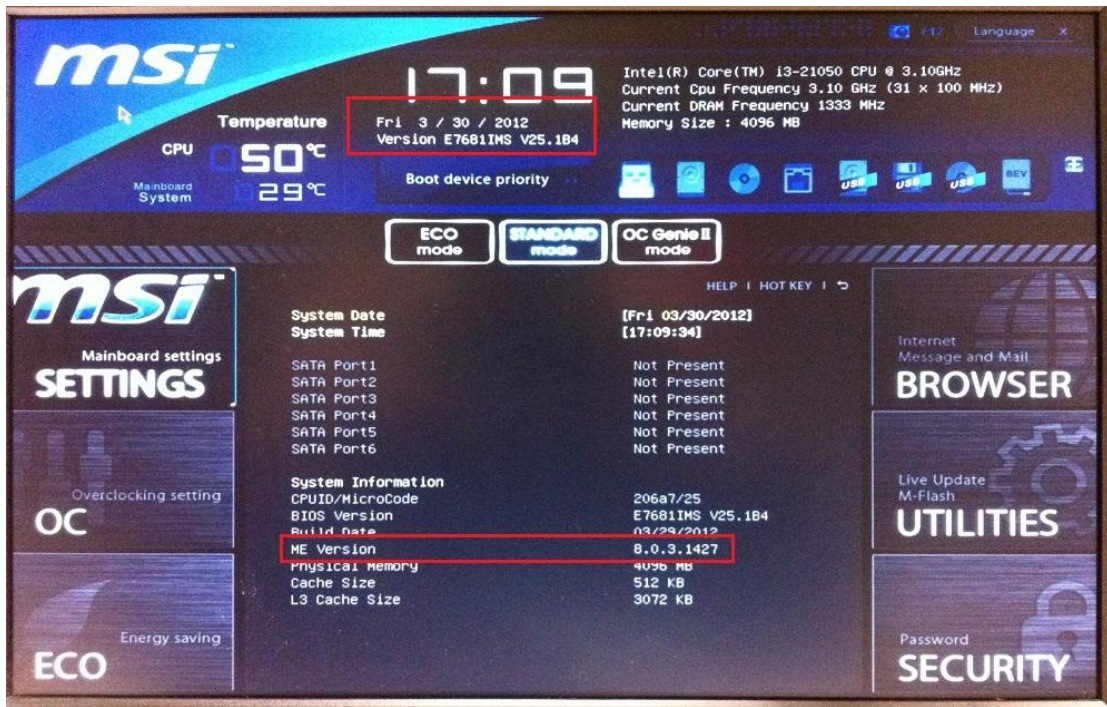 msi
Language X
17:09
Intel(R) Core(TM) i3-21050 CPU @ 3.10GHz
Current Cpu Frequency 3.10 GHz (31 x 100 MHz)
Current DRAM Frequency 1333 MHz
Memory Size : 4096 MB
Fri 3 / 30 / 2012
Version E7681IMS V25.1B4
Temperature
CPU 50°C
Mainboard
System 29°C
Boot device priority
USB USB USB BEV
ECO
mode
STANDARD
mode
OC Genie II
mode
HELP | HOT KEY |
msi
Mainboard settings
SETTINGS
Overclocking setting
OC
Energy saving
ECO
System Date [Fri 03/30/2012]
System Time [17:09:34]
SATA Port1 Not Present
SATA Port2 Not Present
SATA Port3 Not Present
SATA Port4 Not Present
SATA Port5 Not Present
SATA Port6 Not Present
System Information
CPUID/MicroCode 206a7/25
BIOS Version E7681IMS V25.1B4
Build Date 03/29/2012
ME Version 8.0.3.1427
Physical Memory 4096 MB
Cache Size 512 KB
L3 Cache Size 3072 KB
Internet
Message and Mail
BROWSER
Live Update
M-Flash
UTILITIES
Password
SECURITY